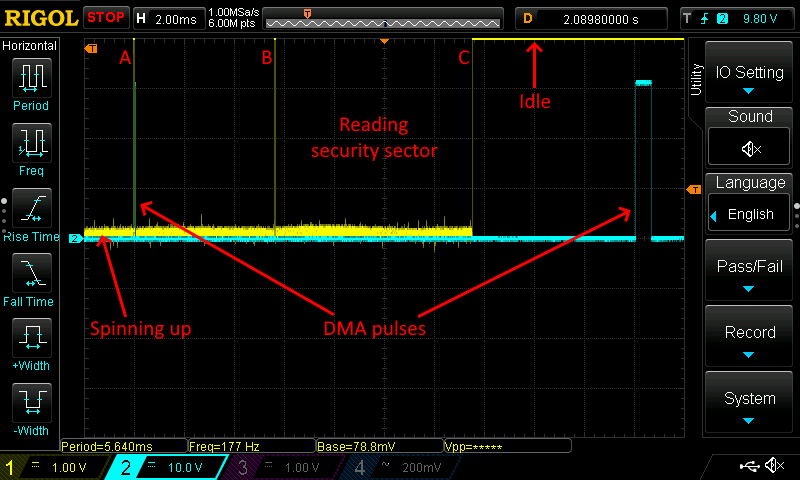 RIGOL STOP H 2.00ms 1.00MSa/s 6.00M pts T D 2.08980000 s T 2 9.80 V
Horizontal
Period
Freq
Rise Time
Fall Time
+Width
-Width
T
A
B
C
Idle
Reading
security sector
T
2
Spinning up
DMA pulses
Period=5.640ms Freq=177 Hz Base=78.8mV Vpp=*****
1 1.00 V 2 10.0 V 3 1.00 V 4 ~ 200mV
Utility
IO Setting
Sound
Language
English
Pass/Fail
Record
System